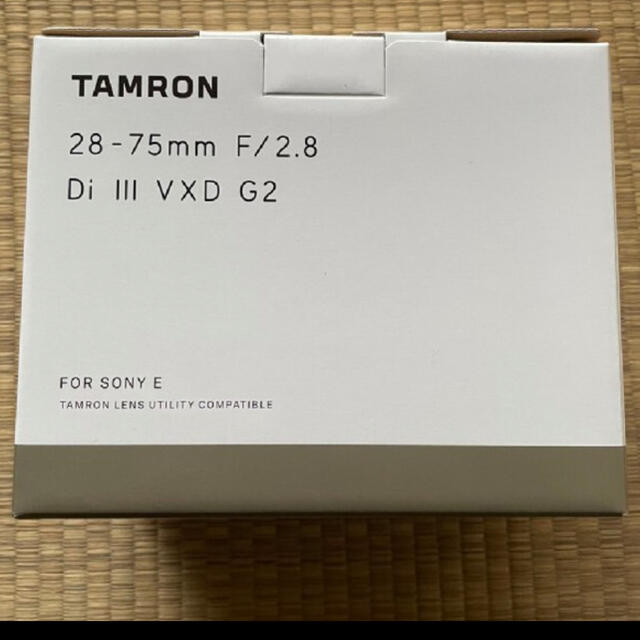 TAMRON
28-75mm F/2.8
Di III VXD G2
FOR SONY E
TAMRON LENS UTILITY COMPATIBLE